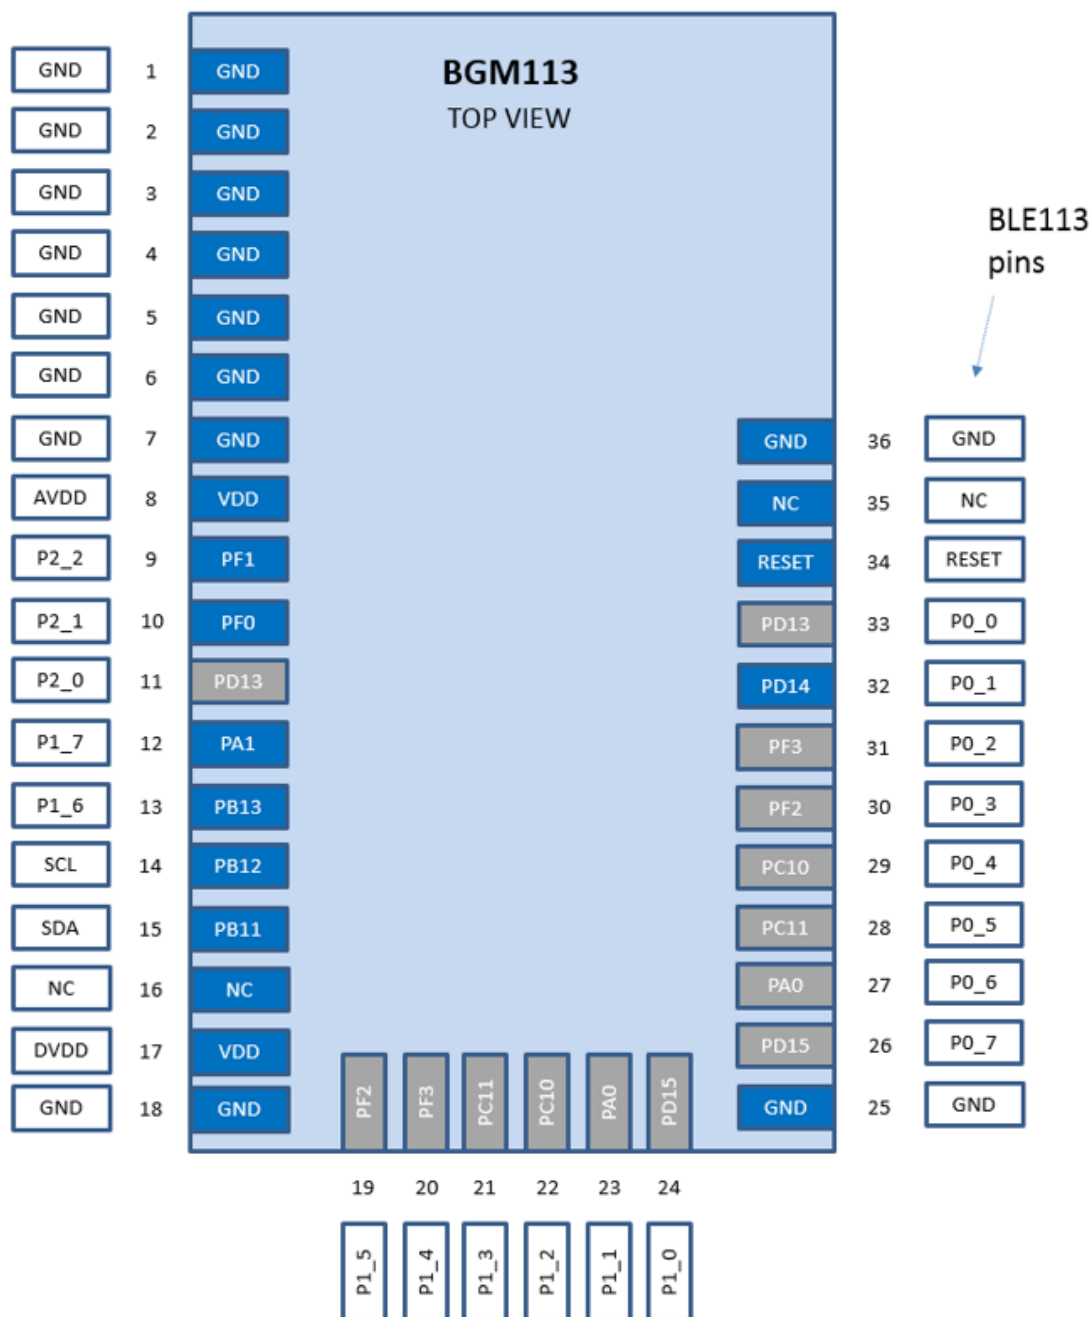 BGM113
TOP VIEW
BLE113
pins
GND 1 GND
GND 2 GND
GND 3 GND
GND 4 GND
GND 5 GND
GND 6 GND
GND 7 GND
GND 36 GND
AVDD 8 VDD
NC 35 NC
P2_2 9 PF1
RESET 34 RESET
P2_1 10 PF0
PD13 33 P0_0
P2_0 11 PD13
PD14 32 P0_1
P1_7 12 PA1
PF3 31 P0_2
P1_6 13 PB13
PF2 30 P0_3
SCL 14 PB12
PC10 29 P0_4
SDA 15 PB11
PC11 28 P0_5
NC 16 NC
PA0 27 P0_6
DVDD 17 VDD
PD15 26 P0_7
GND 18 GND
GND 25 GND
PF2 PF3 PC11 PC10 PA0 PD15
19 20 21 22 23 24
P1_5 P1_4 P1_3 P1_2 P1_1 P1_0